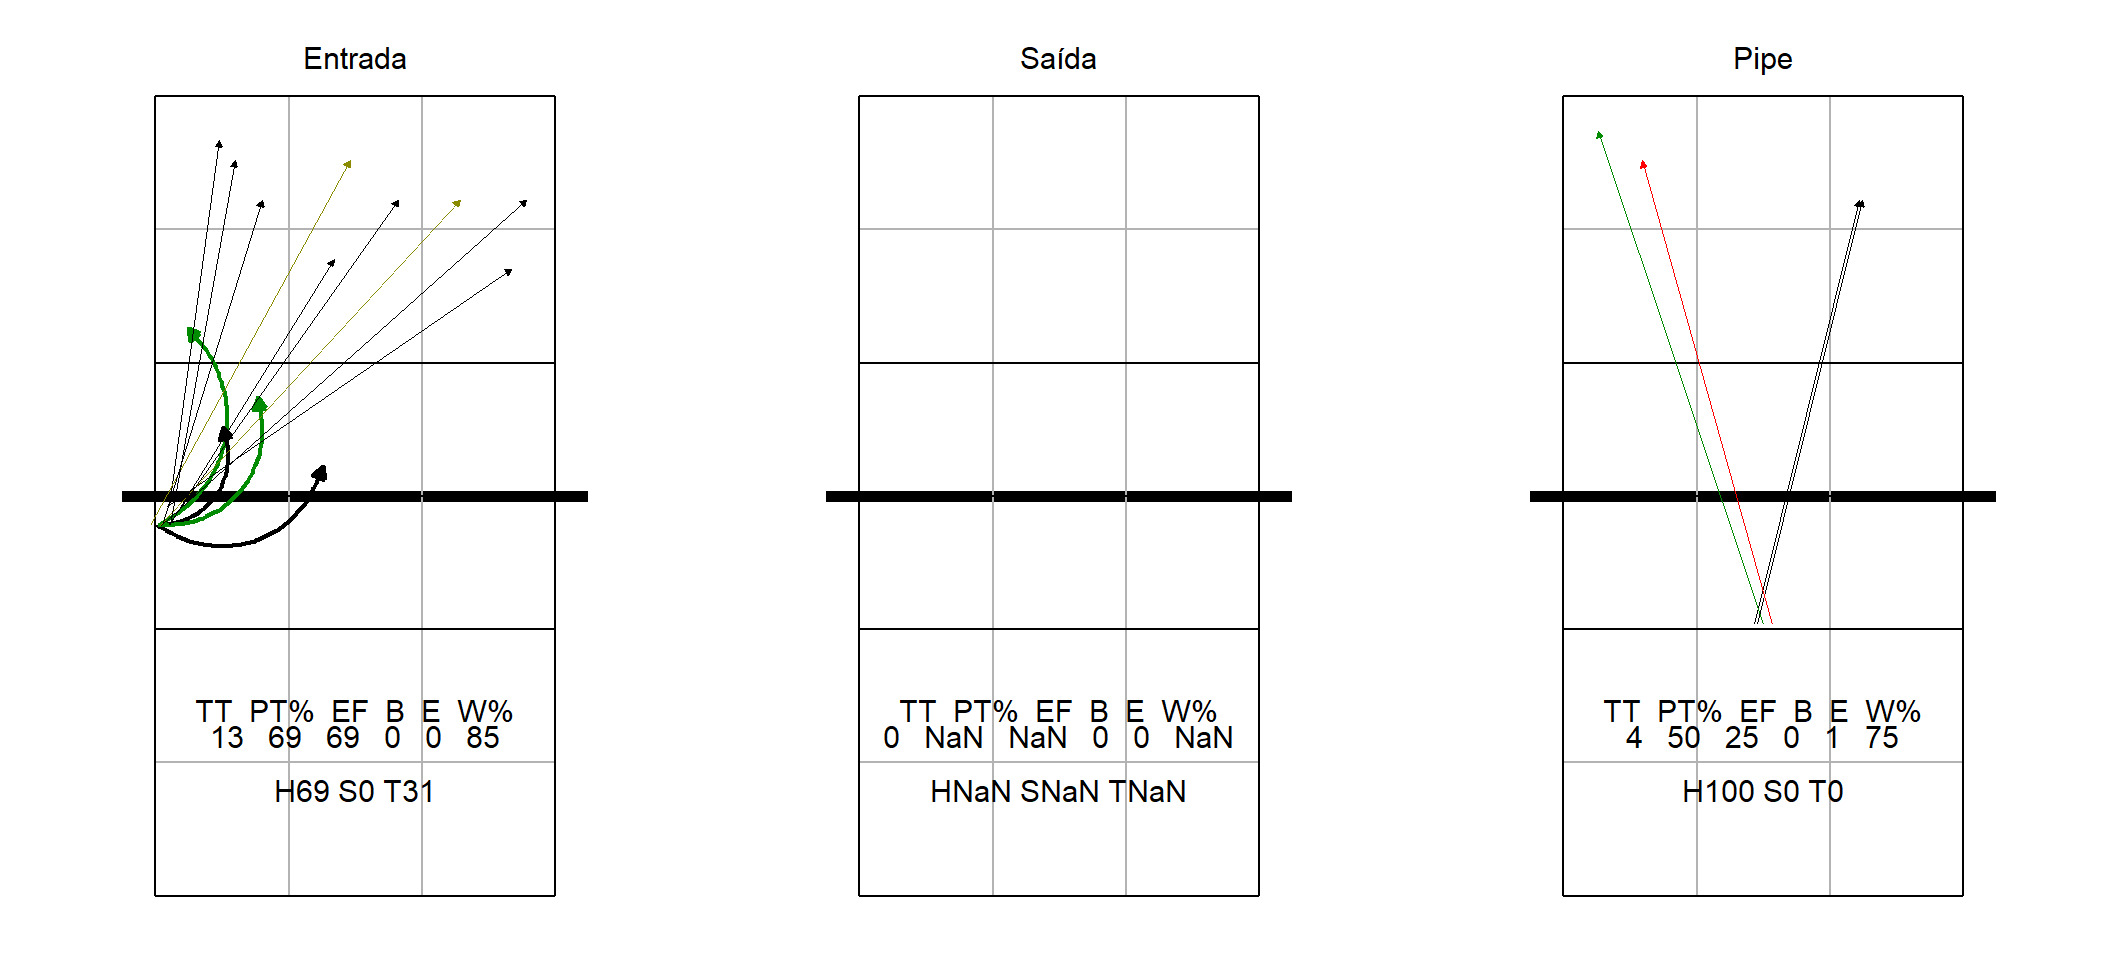 Entrada
TT PT% EF B E W%
13 69 69 0 0 85
H69 S0 T31
Saída
TT PT% EF B E W%
0 NaN NaN 0 0 NaN
HNaN SNaN TNaN
Pipe
TT PT% EF B E W%
4 50 25 0 1 75
H100 S0 T0